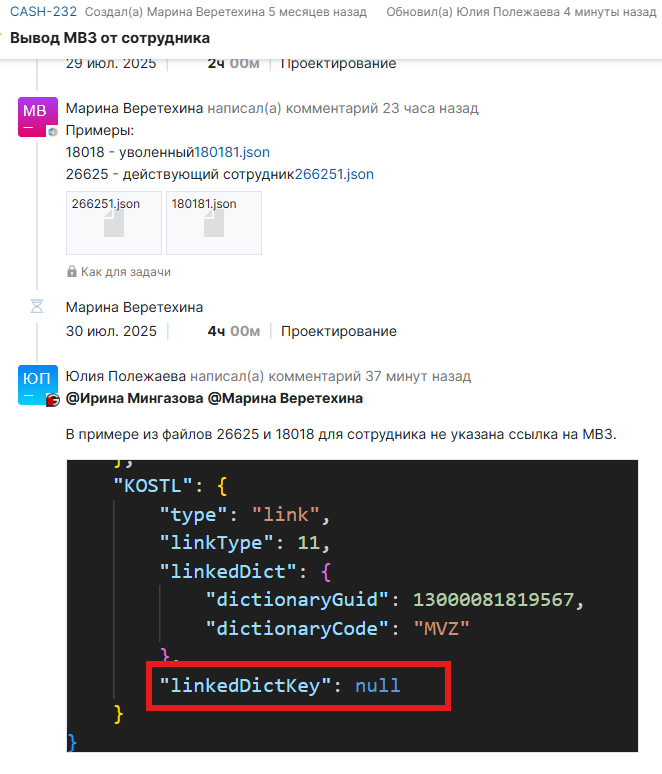 CASH-232 Создал(а) Марина Веретехина 5 месяцев назад Обновил(а) Юлия Полежаева 4 минуты назад
Вывод МВЗ от сотрудника
29 июл. 2025 2ч 00м Проектирование
МВ
Марина Веретехина написал(а) комментарий 23 часа назад
Примеры:
18018 - уволенный180181.json
26625 - действующий сотрудник266251.json
266251.json 180181.json
Как для задачи
Марина Веретехина
30 июл. 2025 4ч 00м Проектирование
ЮП
Юлия Полежаева написал(а) комментарий 37 минут назад
@Ирина Мингазова @Марина Веретехина
В примере из файлов 26625 и 18018 для сотрудника не указана ссылка на МВЗ.
},
"KOSTL": {
"type": "link",
"linkType": 11,
"linkedDict": {
"dictionaryGuid": 13000081819567,
"dictionaryCode": "MVZ"
},
"linkedDictKey": null
}
}